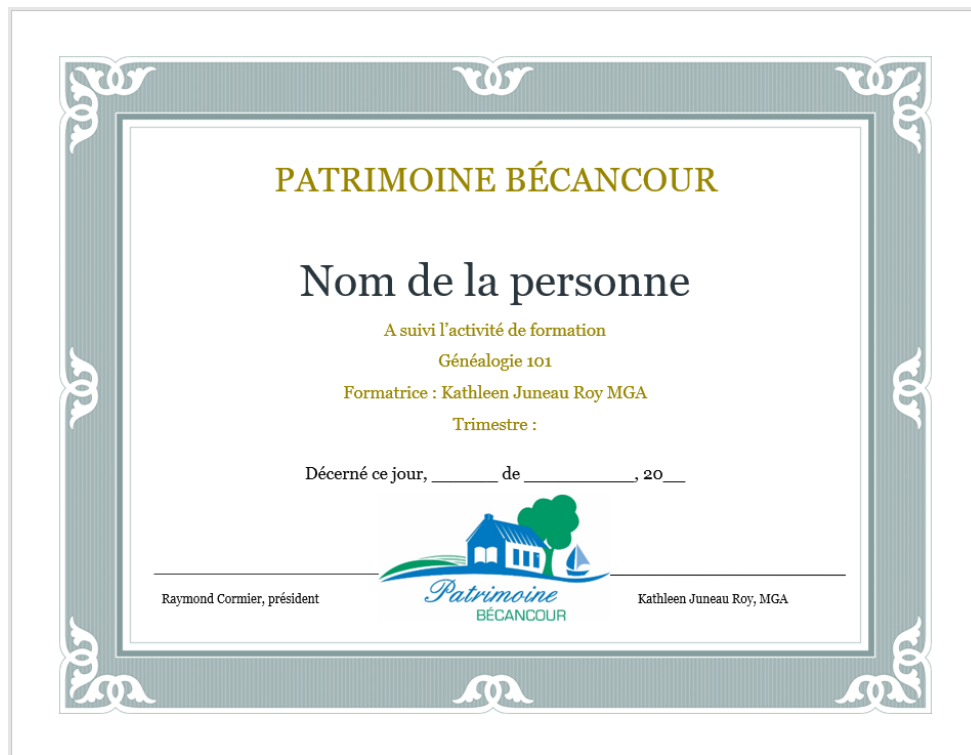 PATRIMOINE BÉCANCOUR
Nom de la personne
A suivi l’activité de formation
Généalogie 101
Formatrice : Kathleen Juneau Roy MGA
Trimestre :
Décerné ce jour, ______ de __________, 20__
Patrimoine
BÉCANCOUR
Raymond Cormier, président
Kathleen Juneau Roy, MGA